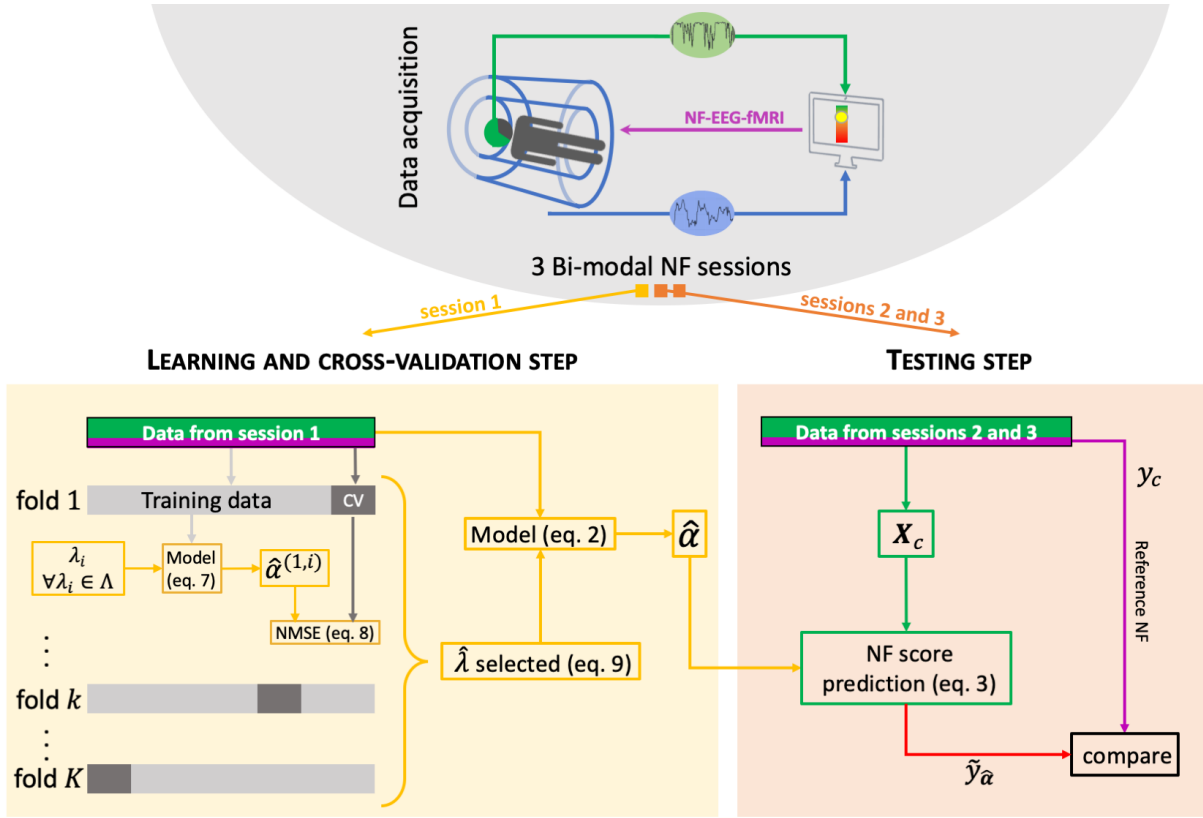 Data acquisition
NF-EEG-fMRI
3 Bi-modal NF sessions
session 1
sessions 2 and 3
LEARNING AND CROSS-VALIDATION STEP
Data from session 1
fold 1
Training data
CV
λᵢ
∀λᵢ ∈ Λ
Model
(eq. 7)
α̂⁽¹,ⁱ⁾
NMSE (eq. 8)
⋮
fold k
⋮
fold K
Model (eq. 2)
α̂
λ̂ selected (eq. 9)
TESTING STEP
Data from sessions 2 and 3
y_c
X_c
Reference NF
NF score
prediction (eq. 3)
ỹ_α̂
compare